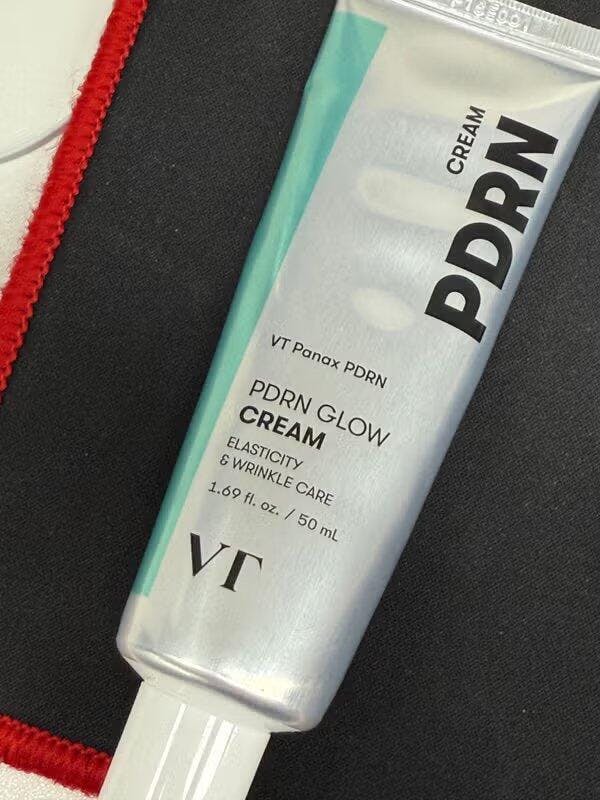 CREAM
PDRN
VT Panax PDRN
PDRN GLOW
CREAM
ELASTICITY
& WRINKLE CARE
1.69 fl. oz. / 50 mL
VT